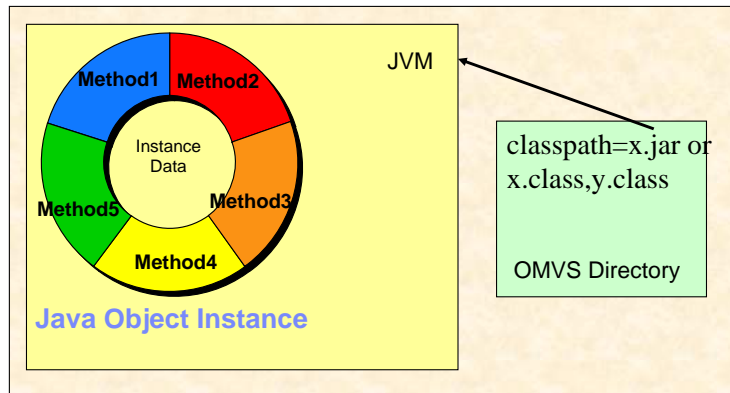 JVM
Method1
Method2
Instance
Data
Method3
Method5
Method4
Java Object Instance
classpath=x.jar or
x.class,y.class
OMVS Directory